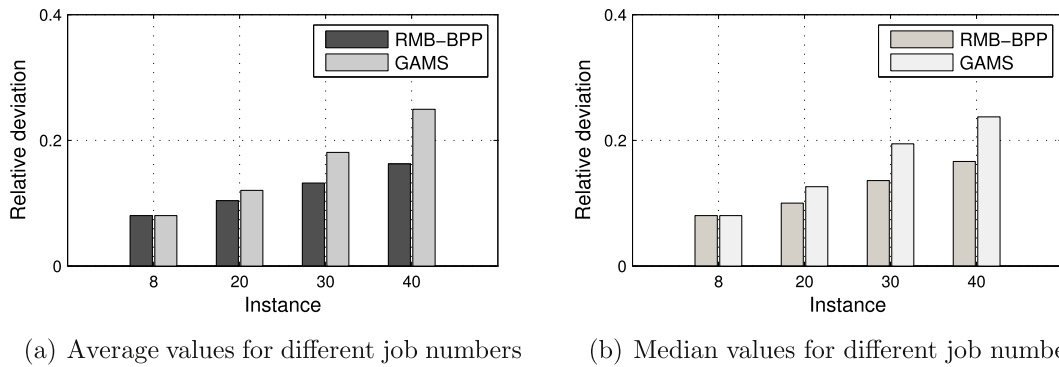 0.4
RMB−BPP
GAMS
0.2
0
Relative deviation
8 20 30 40
Instance
(a) Average values for different job numbers
0.4
RMB−BPP
GAMS
0.2
0
Relative deviation
8 20 30 40
Instance
(b) Median values for different job numbe